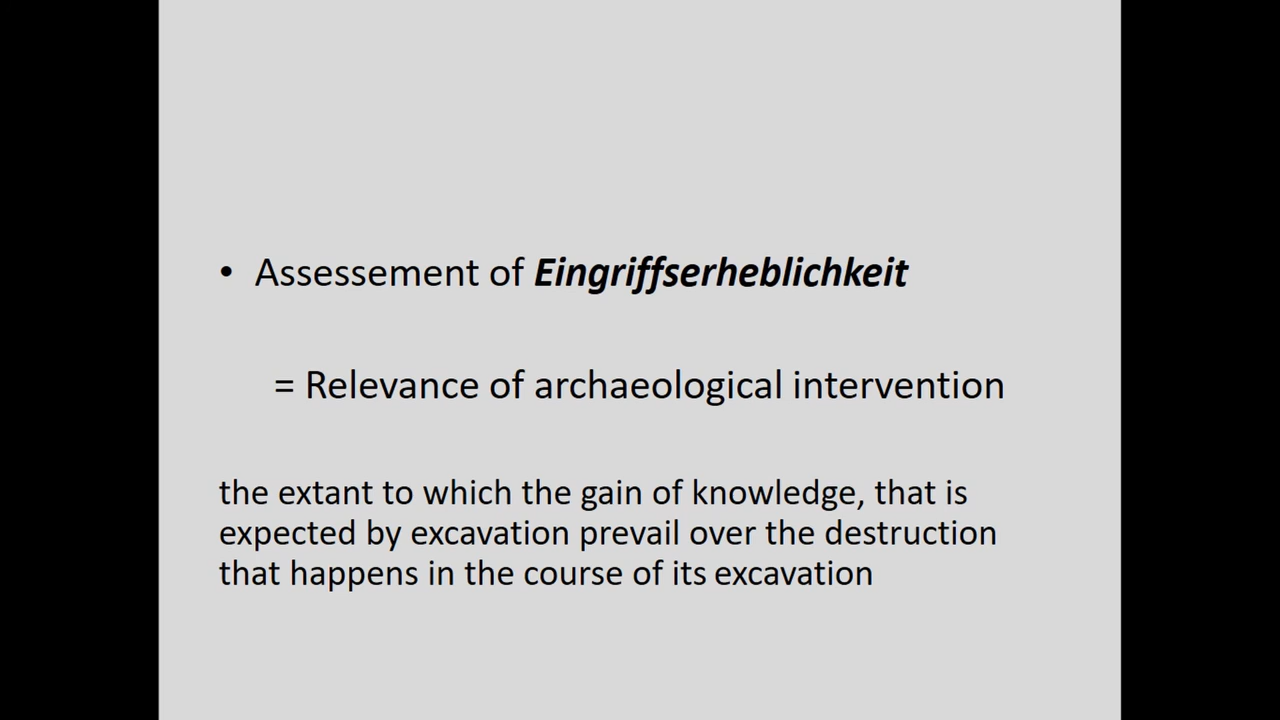 • Assessement of Eingriffserheblichkeit
= Relevance of archaeological intervention
the extant to which the gain of knowledge, that is
expected by excavation prevail over the destruction
that happens in the course of its excavation